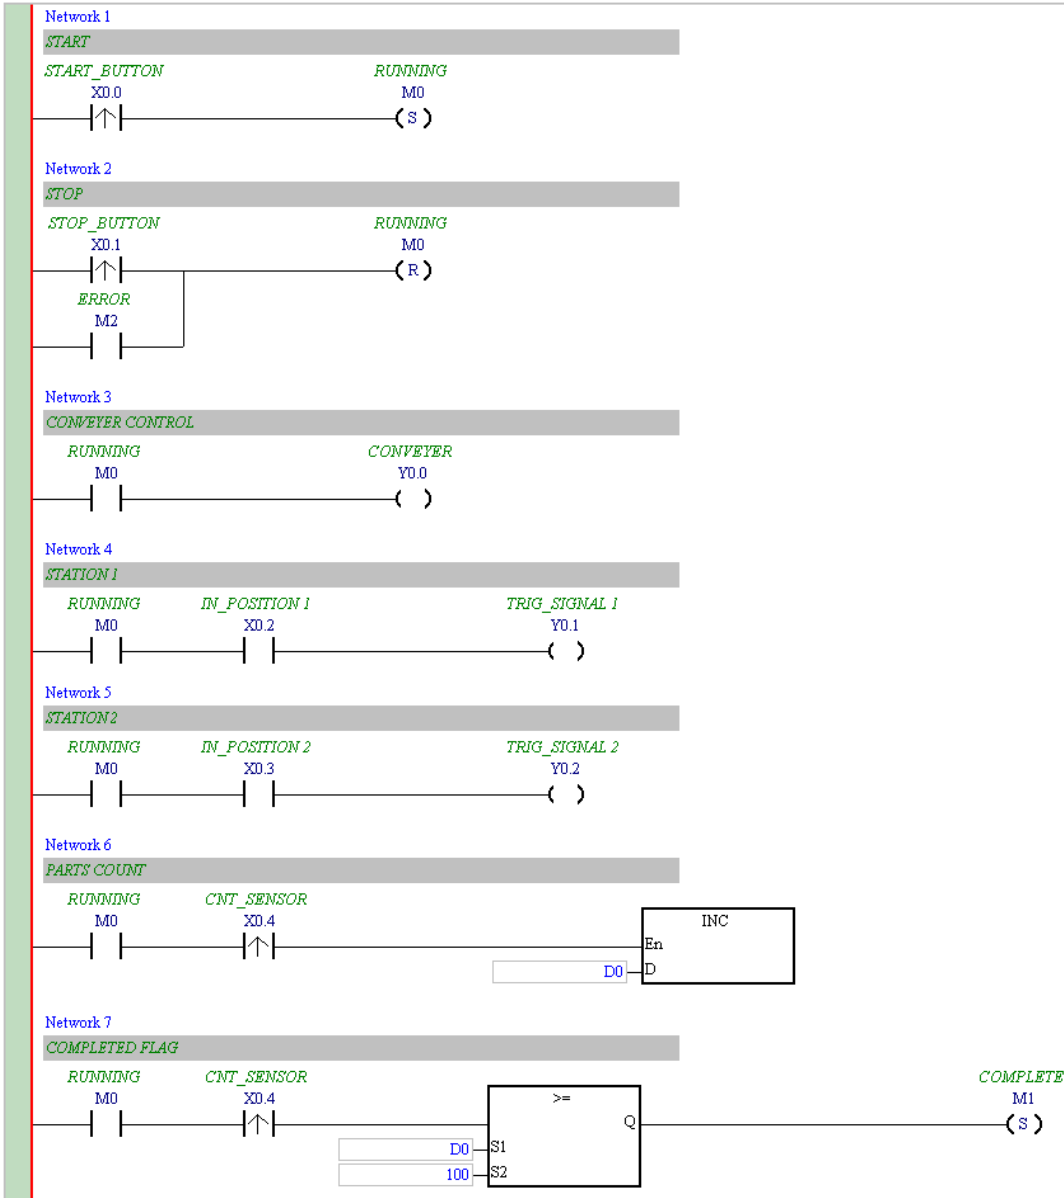 Network 1
START
START_BUTTON RUNNING
X0.0 M0
S
Network 2
STOP
STOP_BUTTON RUNNING
X0.1 M0
R
ERROR
M2
Network 3
CONVEYER CONTROL
RUNNING CONVEYER
M0 Y0.0
Network 4
STATION 1
RUNNING IN_POSITION 1 TRIG_SIGNAL 1
M0 X0.2 Y0.1
Network 5
STATION 2
RUNNING IN_POSITION 2 TRIG_SIGNAL 2
M0 X0.3 Y0.2
Network 6
PARTS COUNT
RUNNING CNT_SENSOR
M0 X0.4 INC
En
D0 D
Network 7
COMPLETED FLAG
RUNNING CNT_SENSOR COMPLETE
M0 X0.4 >= M1
Q S
D0 S1
100 S2